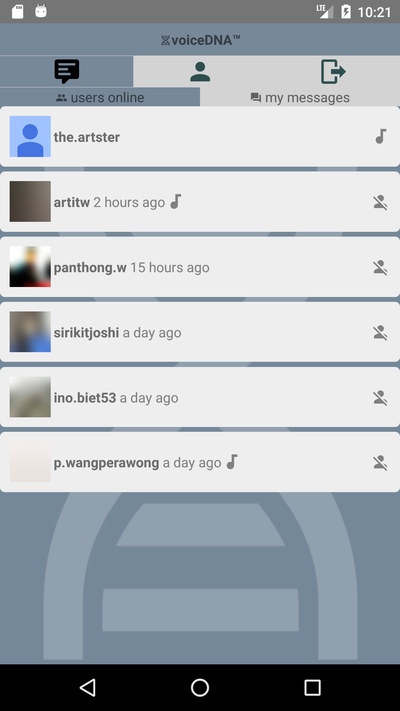 LTE 10:21
voiceDNA™
users online
my messages
the.artster
artitw 2 hours ago
panthong.w 15 hours ago
sirikitjoshi a day ago
ino.biet53 a day ago
p.wangperawong a day ago